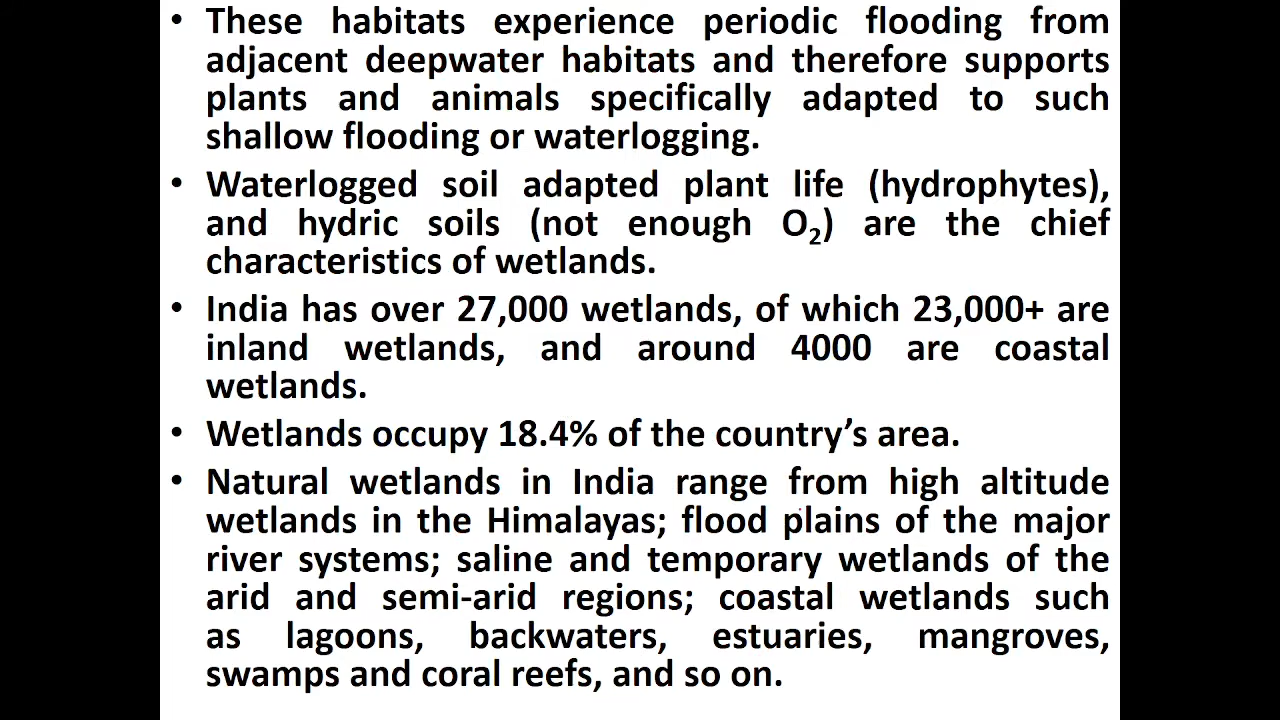 • These habitats experience periodic flooding from
adjacent deepwater habitats and therefore supports
plants and animals specifically adapted to such
shallow flooding or waterlogging.
• Waterlogged soil adapted plant life (hydrophytes),
and hydric soils (not enough O₂) are the chief
characteristics of wetlands.
• India has over 27,000 wetlands, of which 23,000+ are
inland wetlands, and around 4000 are coastal
wetlands.
• Wetlands occupy 18.4% of the country’s area.
• Natural wetlands in India range from high altitude
wetlands in the Himalayas; flood plains of the major
river systems; saline and temporary wetlands of the
arid and semi-arid regions; coastal wetlands such
as lagoons, backwaters, estuaries, mangroves,
swamps and coral reefs, and so on.